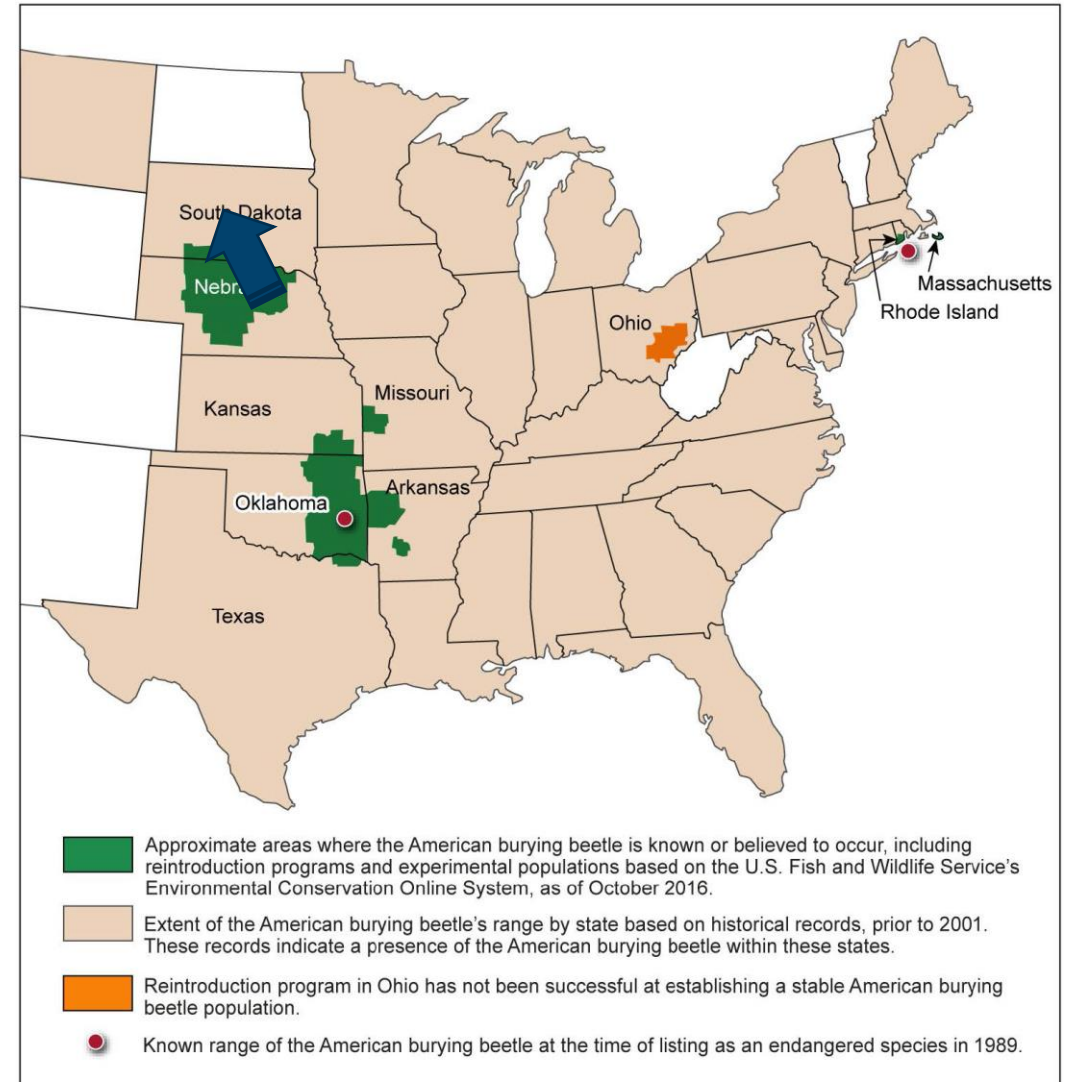 South Dakota
Nebra
Ohio
Massachusetts
Rhode Island
Missouri
Kansas
Arkansas
Oklahoma
Texas
Approximate areas where the American burying beetle is known or believed to occur, including
reintroduction programs and experimental populations based on the U.S. Fish and Wildlife Service's
Environmental Conservation Online System, as of October 2016.
Extent of the American burying beetle's range by state based on historical records, prior to 2001.
These records indicate a presence of the American burying beetle within these states.
Reintroduction program in Ohio has not been successful at establishing a stable American burying
beetle population.
Known range of the American burying beetle at the time of listing as an endangered species in 1989.